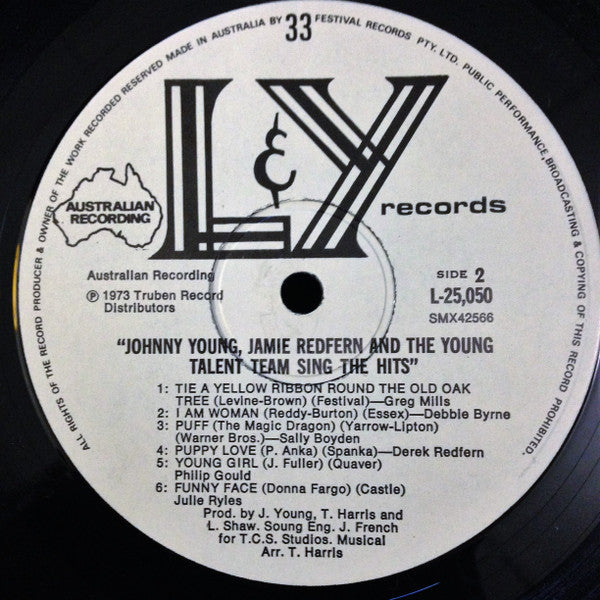 ALL RIGHTS OF THE RECORD PRODUCER & OWNER OF THE WORK RECORDED RESERVED MADE IN AUSTRALIA BY FESTIVAL RECORDS PTY. LTD. PUBLIC PERFORMANCE, BROADCASTING & COPYING OF THIS RECORD PROHIBITED.
33
L&Y
records
AUSTRALIAN
RECORDING
Australian Recording
℗ 1973 Truben Record
Distributors
SIDE 2
L-25,050
SMX42566
"JOHNNY YOUNG, JAMIE REDFERN AND THE YOUNG
TALENT TEAM SING THE HITS"
1: TIE A YELLOW RIBBON ROUND THE OLD OAK
TREE (Levine-Brown) (Festival)—Greg Mills
2: I AM WOMAN (Reddy-Burton) (Essex)—Debbie Byrne
3: PUFF (The Magic Dragon) (Yarrow-Lipton)
(Warner Bros.)—Sally Boyden
4: PUPPY LOVE (P. Anka) (Spanka)—Derek Redfern
5: YOUNG GIRL (J. Fuller) (Quaver)
Philip Gould
6: FUNNY FACE (Donna Fargo) (Castle)
Julie Ryles
Prod. by J. Young, T. Harris and
L. Shaw. Soung Eng. J. French
for T.C.S. Studios. Musical
Arr. T. Harris